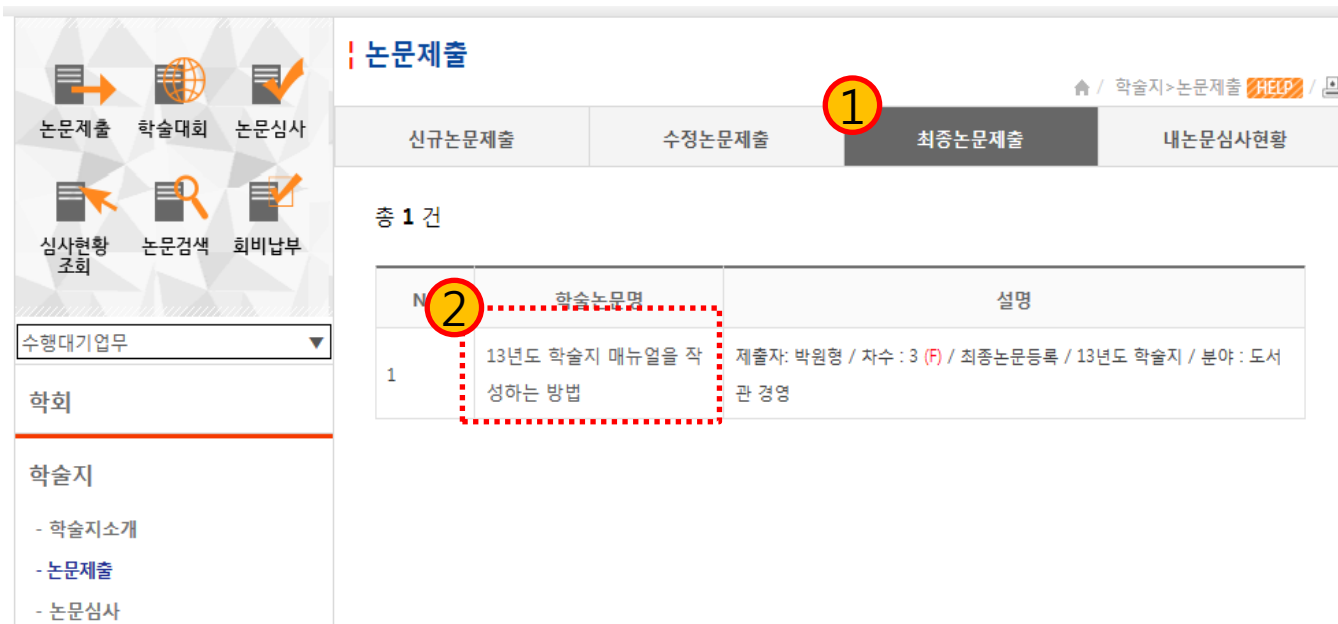 논문제출
학술대회
논문심사
심사현황
조회
논문검색
회비납부
수행대기업무 ▼
학회
학술지
- 학술지소개
- 논문제출
- 논문심사
논문제출
/ 학술지>논문제출 HELP /
1
신규논문제출
수정논문제출
최종논문제출
내논문심사현황
총 1 건
2
학술논문명
설명
1
13년도 학술지 매뉴얼을 작
성하는 방법
제출자: 박원형 / 차수 : 3 (F) / 최종논문등록 / 13년도 학술지 / 분야 : 도서
관 경영